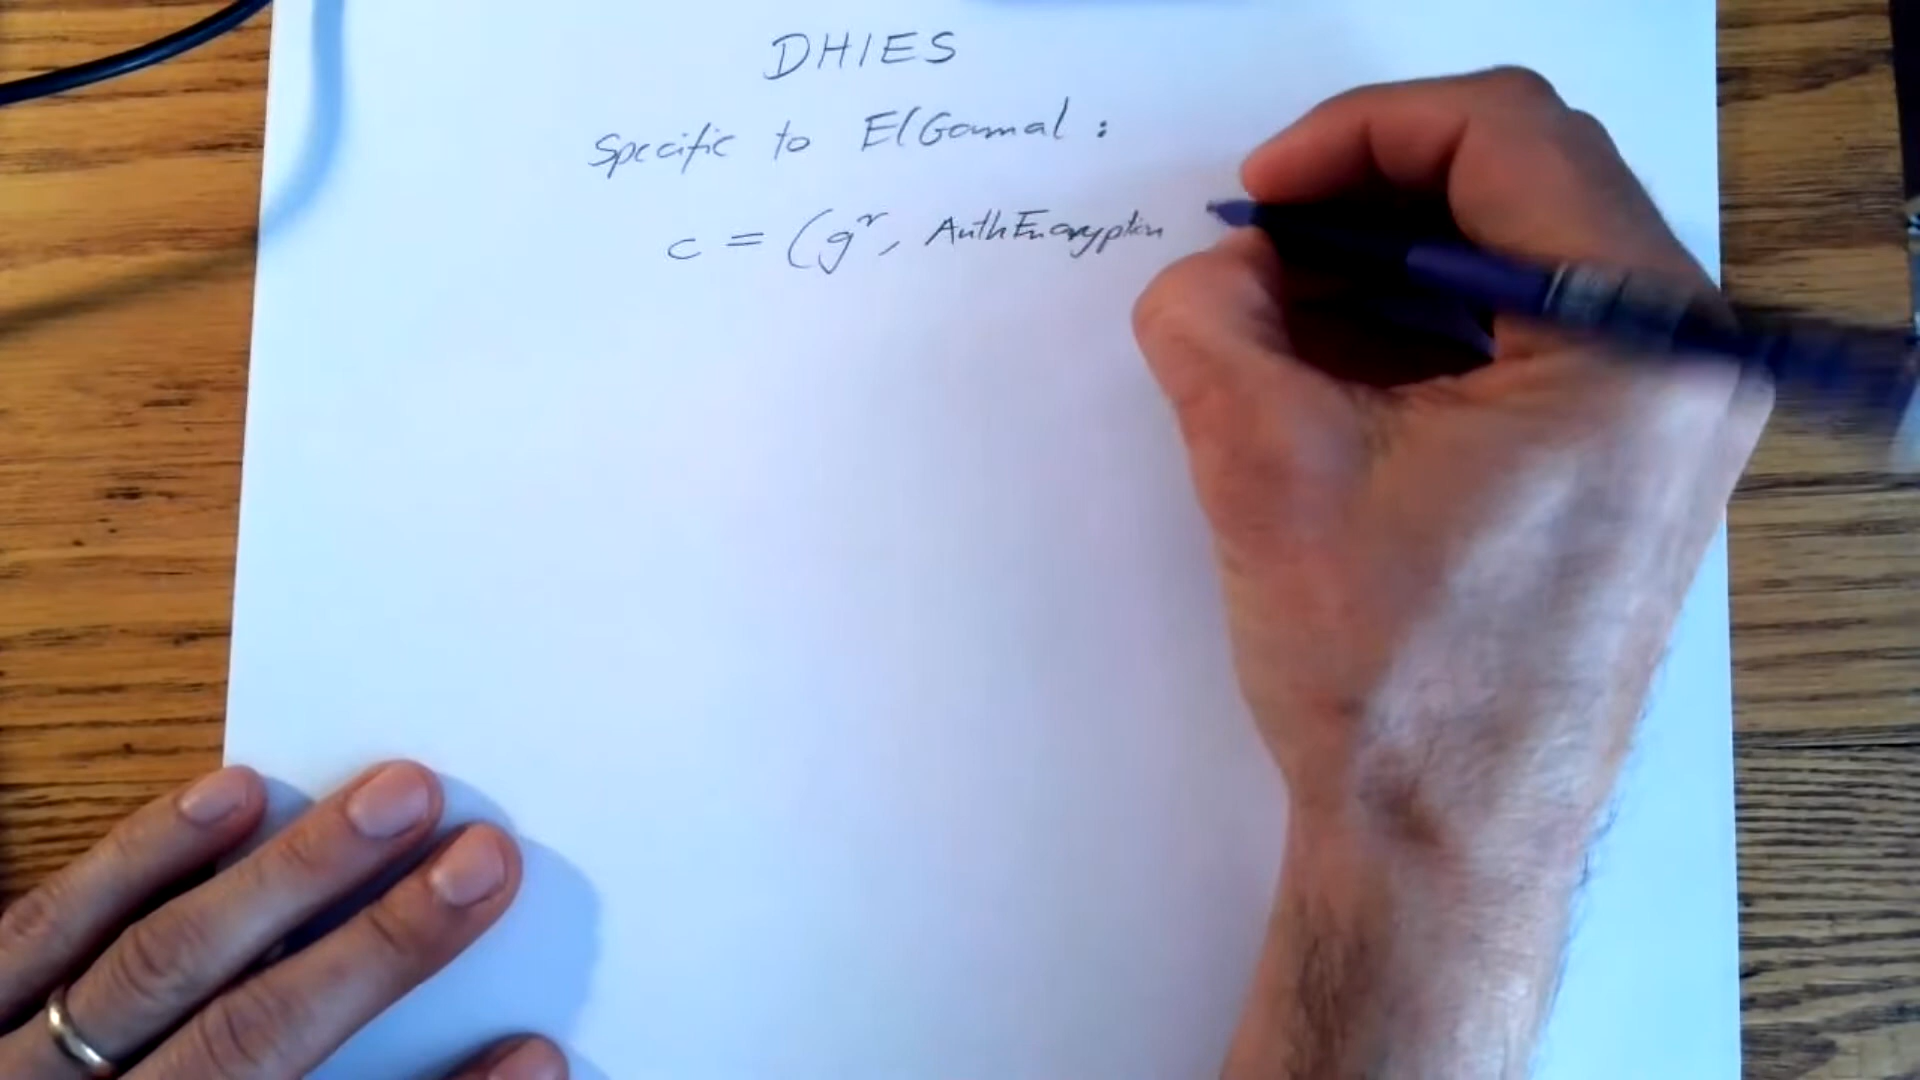 DHIES
Specific to ElGamal :
c = (g^r, AuthEncryption